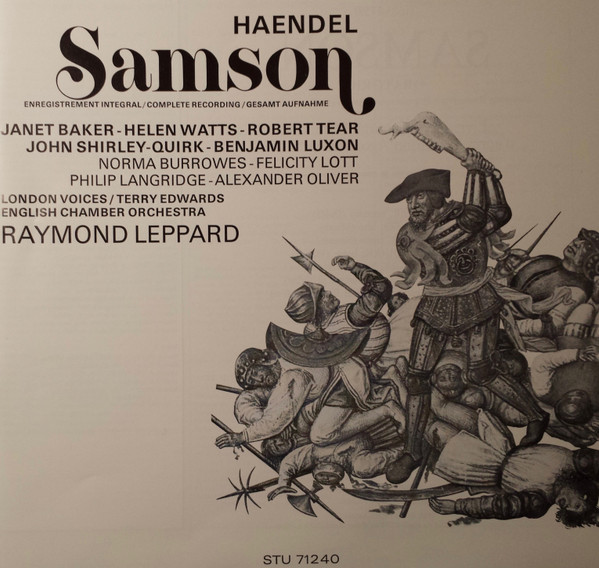 HAENDEL
Samson
ENREGISTREMENT INTEGRAL/COMPLETE RECORDING/GESAMT AUFNAHME
JANET BAKER-HELEN WATTS-ROBERT TEAR
JOHN SHIRLEY-QUIRK-BENJAMIN LUXON
NORMA BURROWES-FELICITY LOTT
PHILIP LANGRIDGE-ALEXANDER OLIVER
LONDON VOICES/TERRY EDWARDS
ENGLISH CHAMBER ORCHESTRA
RAYMOND LEPPARD
STU 71240